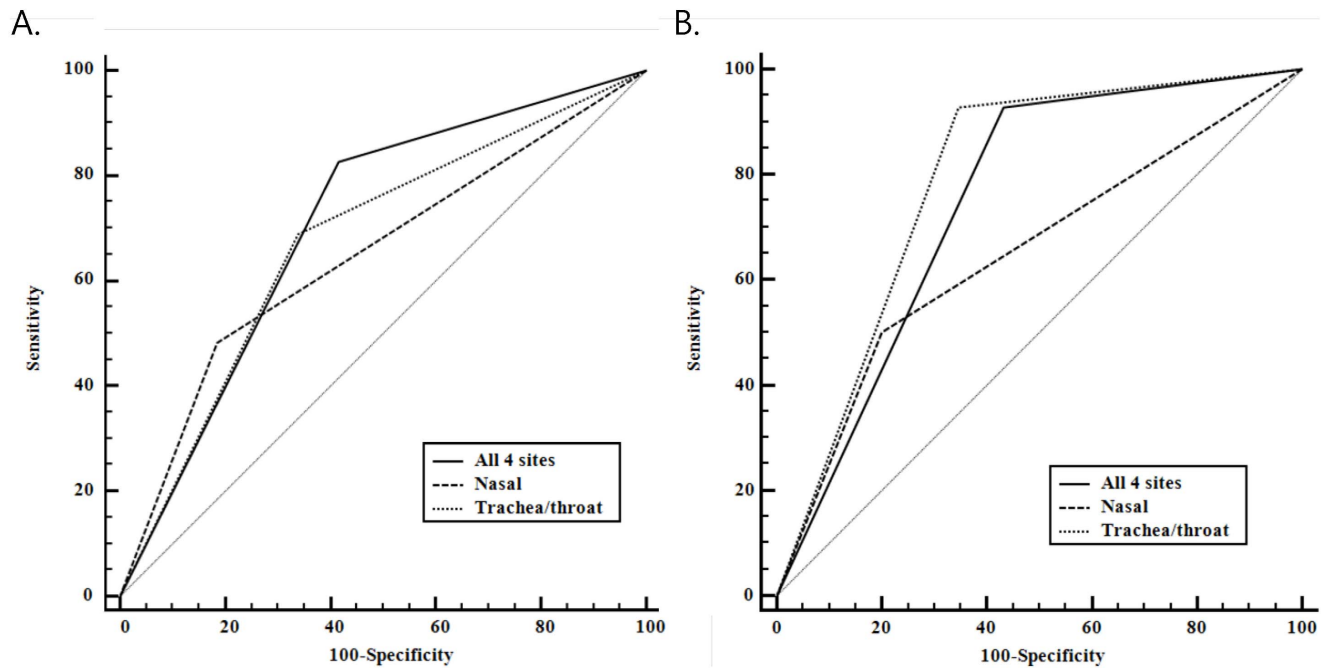 A.
100
80
60
40
20
0
Sensitivity
0 20 40 60 80 100
100-Specificity
All 4 sites
Nasal
Trachea/throat
B.
100
80
60
40
20
0
Sensitivity
0 20 40 60 80 100
100-Specificity
All 4 sites
Nasal
Trachea/throat